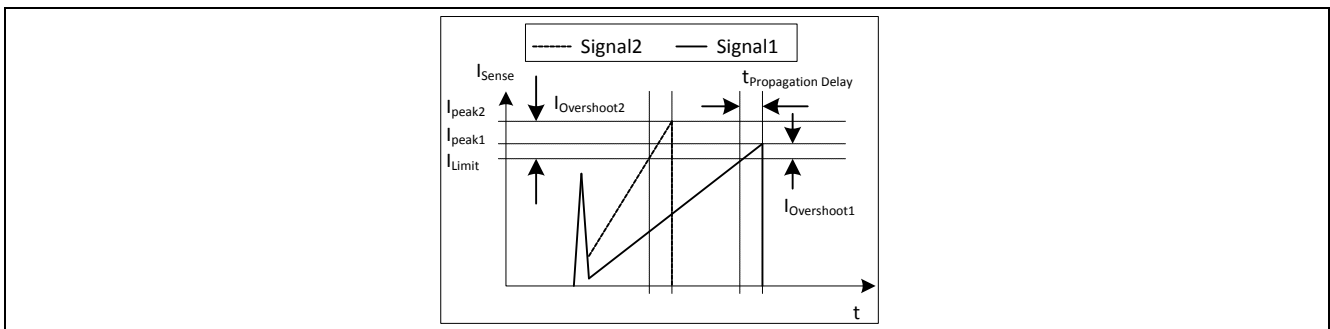 Signal2 Signal1
ISense
tPropagation Delay
Ipeak2
IOvershoot2
Ipeak1
ILimit
IOvershoot1
t